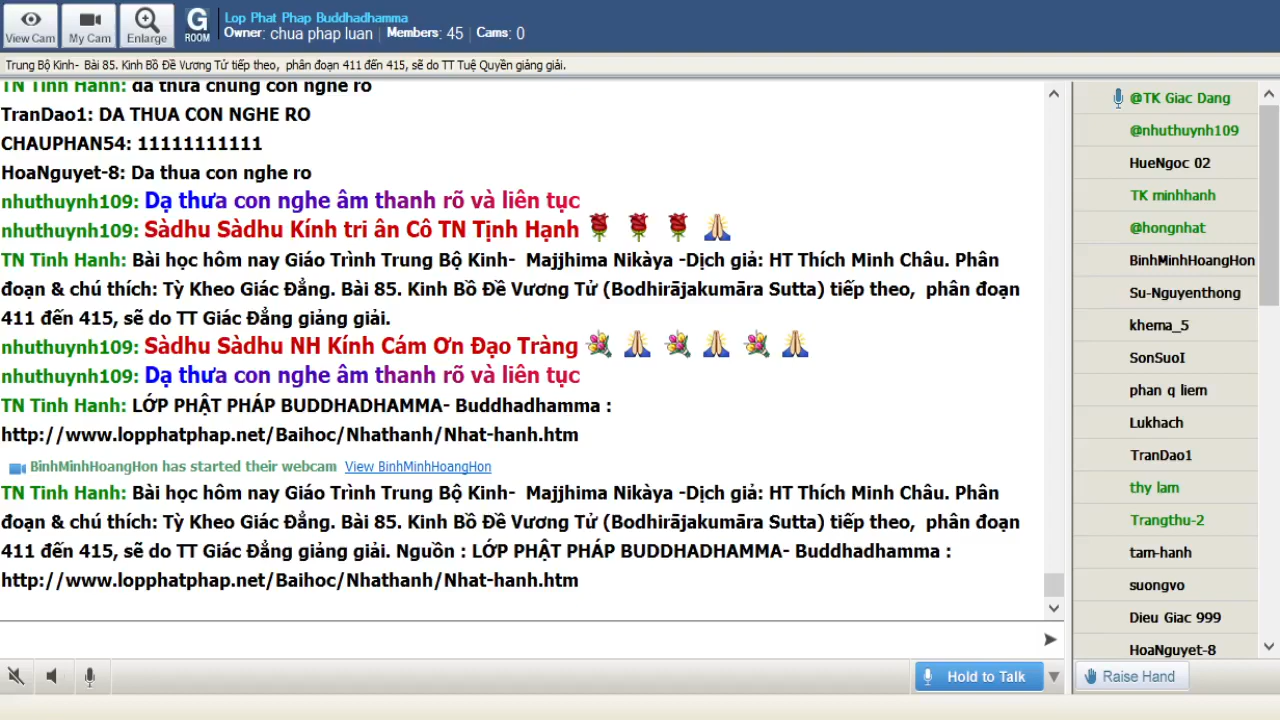 View Cam
My Cam
Enlarge
G
ROOM
Lop Phat Phap Buddhadhamma
Owner: chua phap luan | Members: 45 | Cams: 0
Trung Bộ Kinh- Bài 85. Kinh Bồ Đề Vương Tử tiếp theo, phân đoạn 411 đến 415, sẽ do TT Tuệ Quyền giảng giải.
TN Tinh Hanh: da thưa chung con nghe ro
TranDao1: DA THUA CON NGHE RO
CHAUPHAN54: 11111111111
HoaNguyet-8: Da thua con nghe ro
nhuthuynh109: Dạ thưa con nghe âm thanh rõ và liên tục
nhuthuynh109: Sàdhu Sàdhu Kính tri ân Cô TN Tịnh Hạnh
TN Tinh Hanh: Bài học hôm nay Giáo Trình Trung Bộ Kinh- Majjhima Nikàya -Dịch giả: HT Thích Minh Châu. Phân
đoạn & chú thích: Tỳ Kheo Giác Đẳng. Bài 85. Kinh Bồ Đề Vương Tử (Bodhirājakumāra Sutta) tiếp theo, phân đoạn
411 đến 415, sẽ do TT Giác Đẳng giảng giải.
nhuthuynh109: Sàdhu Sàdhu NH Kính Cám Ơn Đạo Tràng
nhuthuynh109: Dạ thưa con nghe âm thanh rõ và liên tục
TN Tinh Hanh: LỚP PHẬT PHÁP BUDDHADHAMMA- Buddhadhamma :
http://www.lopphatphap.net/Baihoc/Nhathanh/Nhat-hanh.htm
BinhMinhHoangHon has started their webcam View BinhMinhHoangHon
TN Tinh Hanh: Bài học hôm nay Giáo Trình Trung Bộ Kinh- Majjhima Nikàya -Dịch giả: HT Thích Minh Châu. Phân
đoạn & chú thích: Tỳ Kheo Giác Đẳng. Bài 85. Kinh Bồ Đề Vương Tử (Bodhirājakumāra Sutta) tiếp theo, phân đoạn
411 đến 415, sẽ do TT Giác Đẳng giảng giải. Nguồn : LỚP PHẬT PHÁP BUDDHADHAMMA- Buddhadhamma :
http://www.lopphatphap.net/Baihoc/Nhathanh/Nhat-hanh.htm
Hold to Talk
@TK Giac Dang
@nhuthuynh109
HueNgoc 02
TK minhhanh
@hongnhat
BinhMinhHoangHon
Su-Nguyenthong
khema_5
SonSuoI
phan q liem
Lukhach
TranDao1
thy lam
Trangthu-2
tam-hanh
suongvo
Dieu Giac 999
HoaNguyet-8
Raise Hand